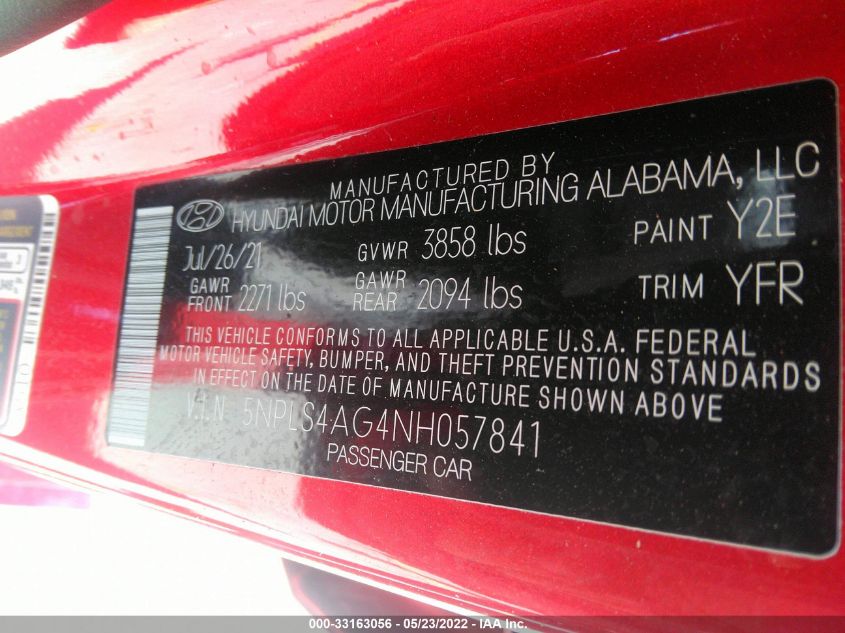 MANUFACTURED BY
HYUNDAI MOTOR MANUFACTURING ALABAMA, LLC
Jul/26/21 GVWR 3858 lbs PAINT Y2E
GAWR FRONT 2271 lbs GAWR REAR 2094 lbs TRIM YFR
THIS VEHICLE CONFORMS TO ALL APPLICABLE U.S.A. FEDERAL
MOTOR VEHICLE SAFETY, BUMPER, AND THEFT PREVENTION STANDARDS
IN EFFECT ON THE DATE OF MANUFACTURE SHOWN ABOVE
V.I.N 5NPLS4AG4NH057841
PASSENGER CAR
000-33163056 - 05/23/2022 - IAA Inc.